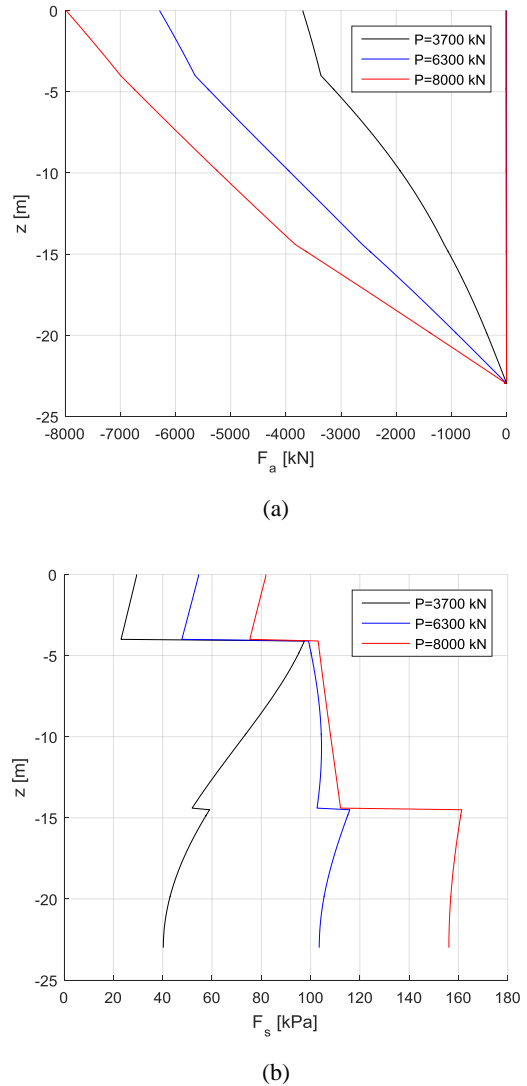 0
-5
-10
-15
-20
-25
z [m]
P=3700 kN
P=6300 kN
P=8000 kN
-8000 -7000 -6000 -5000 -4000 -3000 -2000 -1000 0
F_a [kN]
(a)
0
-5
-10
-15
-20
-25
z [m]
P=3700 kN
P=6300 kN
P=8000 kN
0 20 40 60 80 100 120 140 160 180
F_s [kPa]
(b)